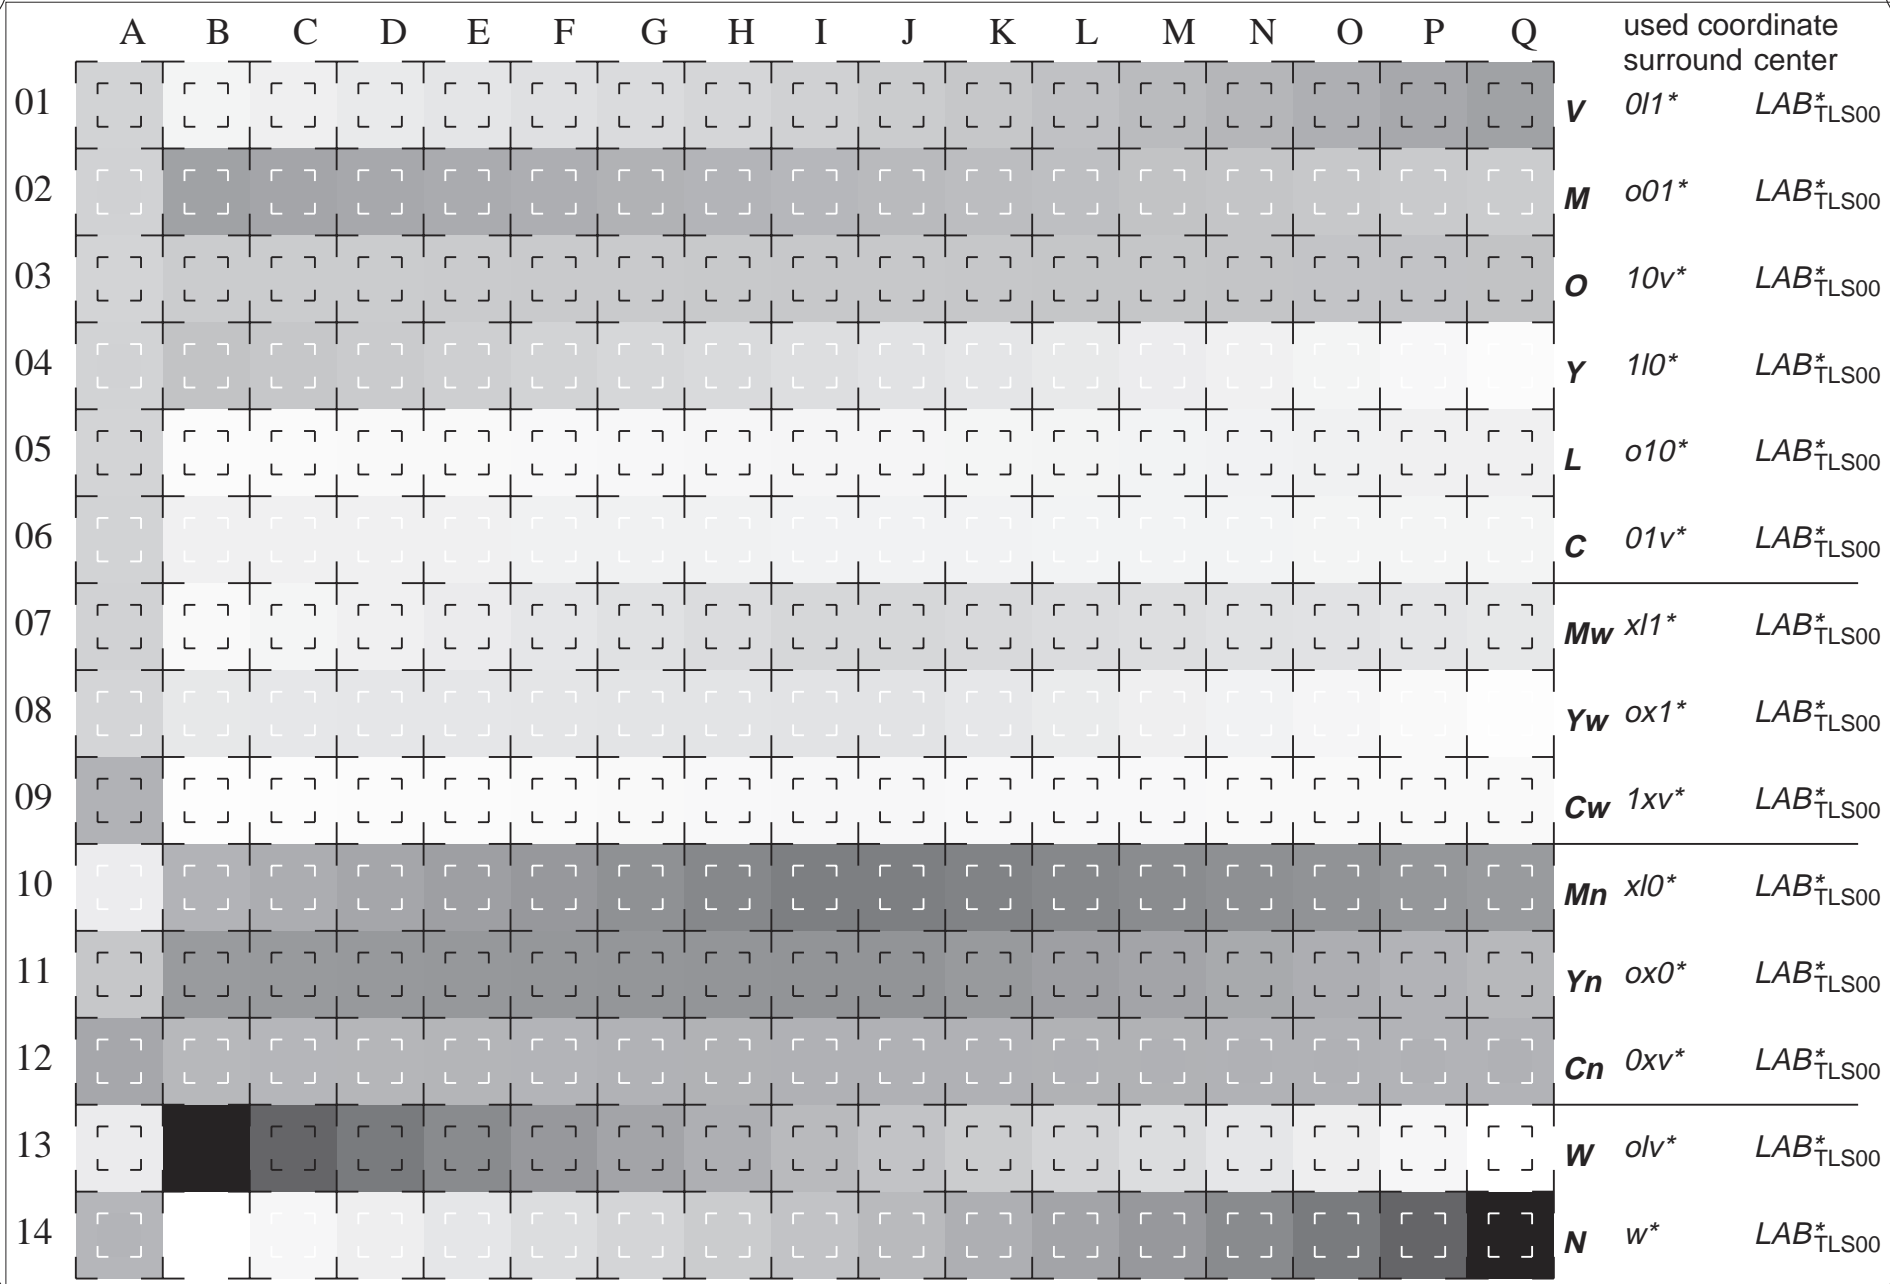 A B C D E F G H I J K L M N O P Q used coordinate
surround center
01 V 0l1* LAB*TLS00
02 M o01* LAB*TLS00
03 O 10v* LAB*TLS00
04 Y 1l0* LAB*TLS00
05 L o10* LAB*TLS00
06 C 01v* LAB*TLS00
07 Mw xl1* LAB*TLS00
08 Yw ox1* LAB*TLS00
09 Cw 1xv* LAB*TLS00
10 Mn xl0* LAB*TLS00
11 Yn ox0* LAB*TLS00
12 Cn 0xv* LAB*TLS00
13 W olv* LAB*TLS00
14 N w* LAB*TLS00